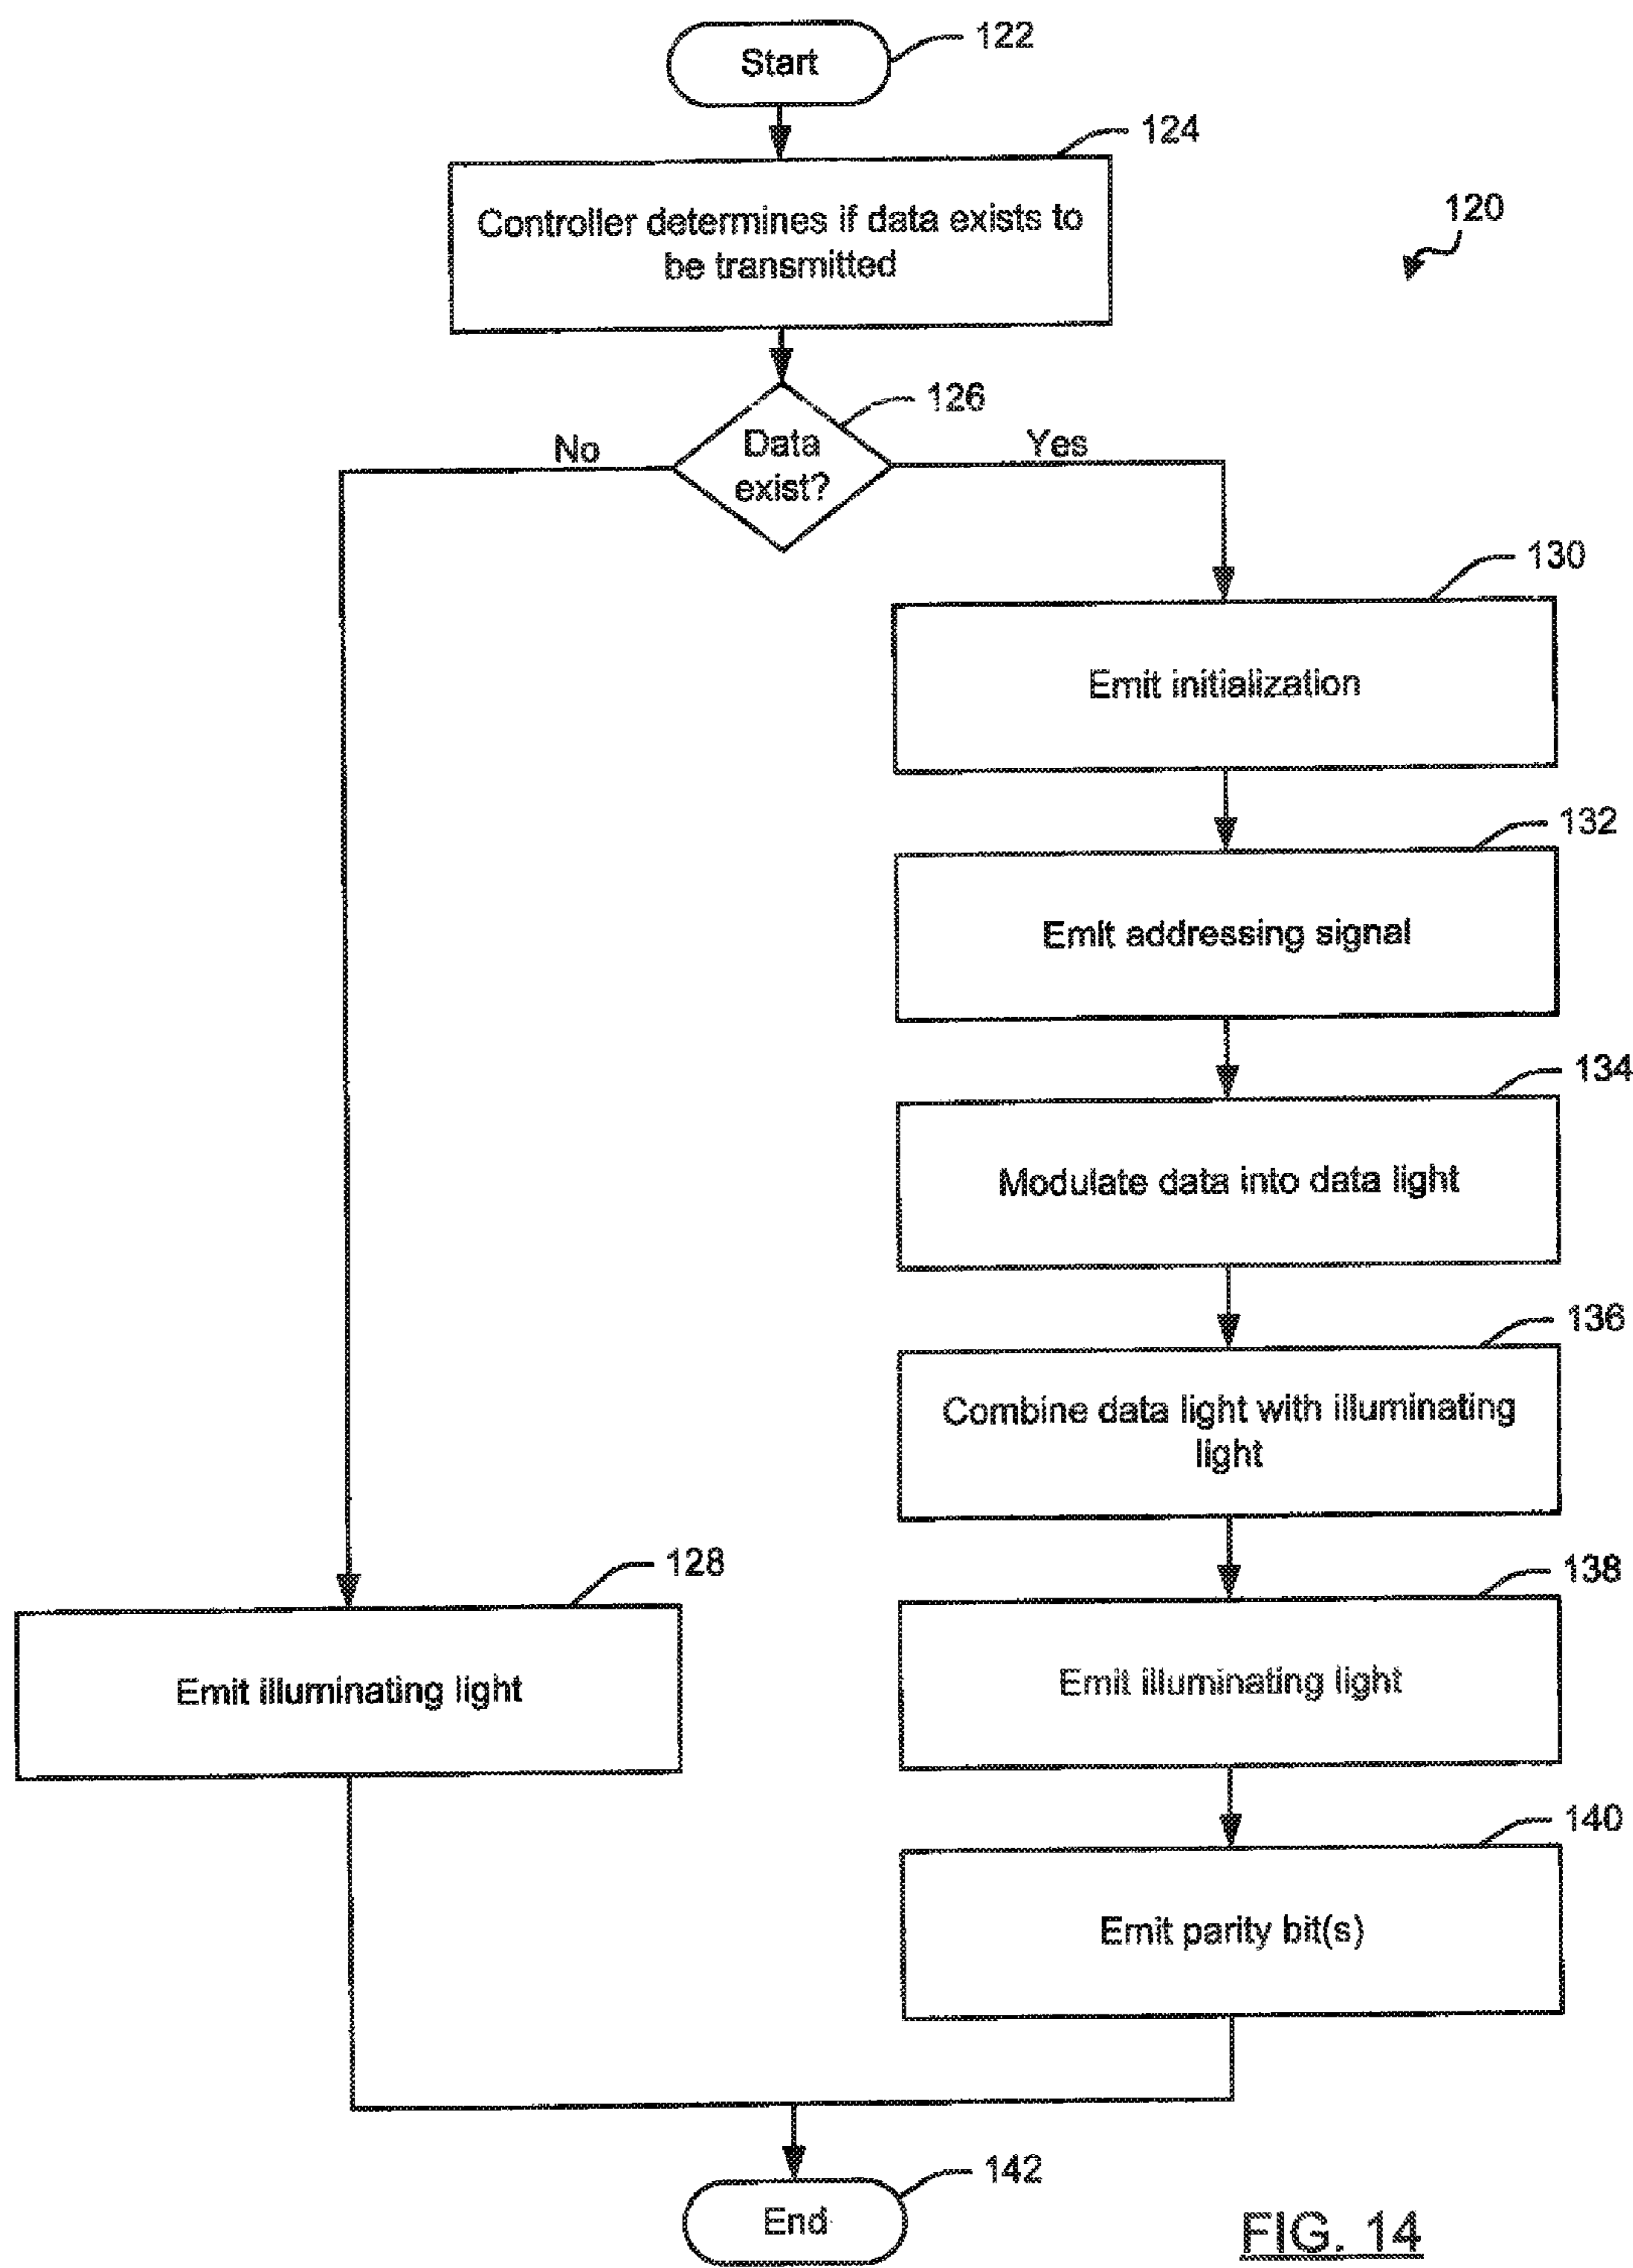 Start
122
124
Controller determines if data exists to
be transmitted
120
126
Data
exist?
No
Yes
130
Emit initialization
132
Emit addressing signal
134
Modulate data into data light
136
Combine data light with illuminating
light
128
Emit illuminating light
138
Emit illuminating light
140
Emit parity bit(s)
142
End
FIG. 14